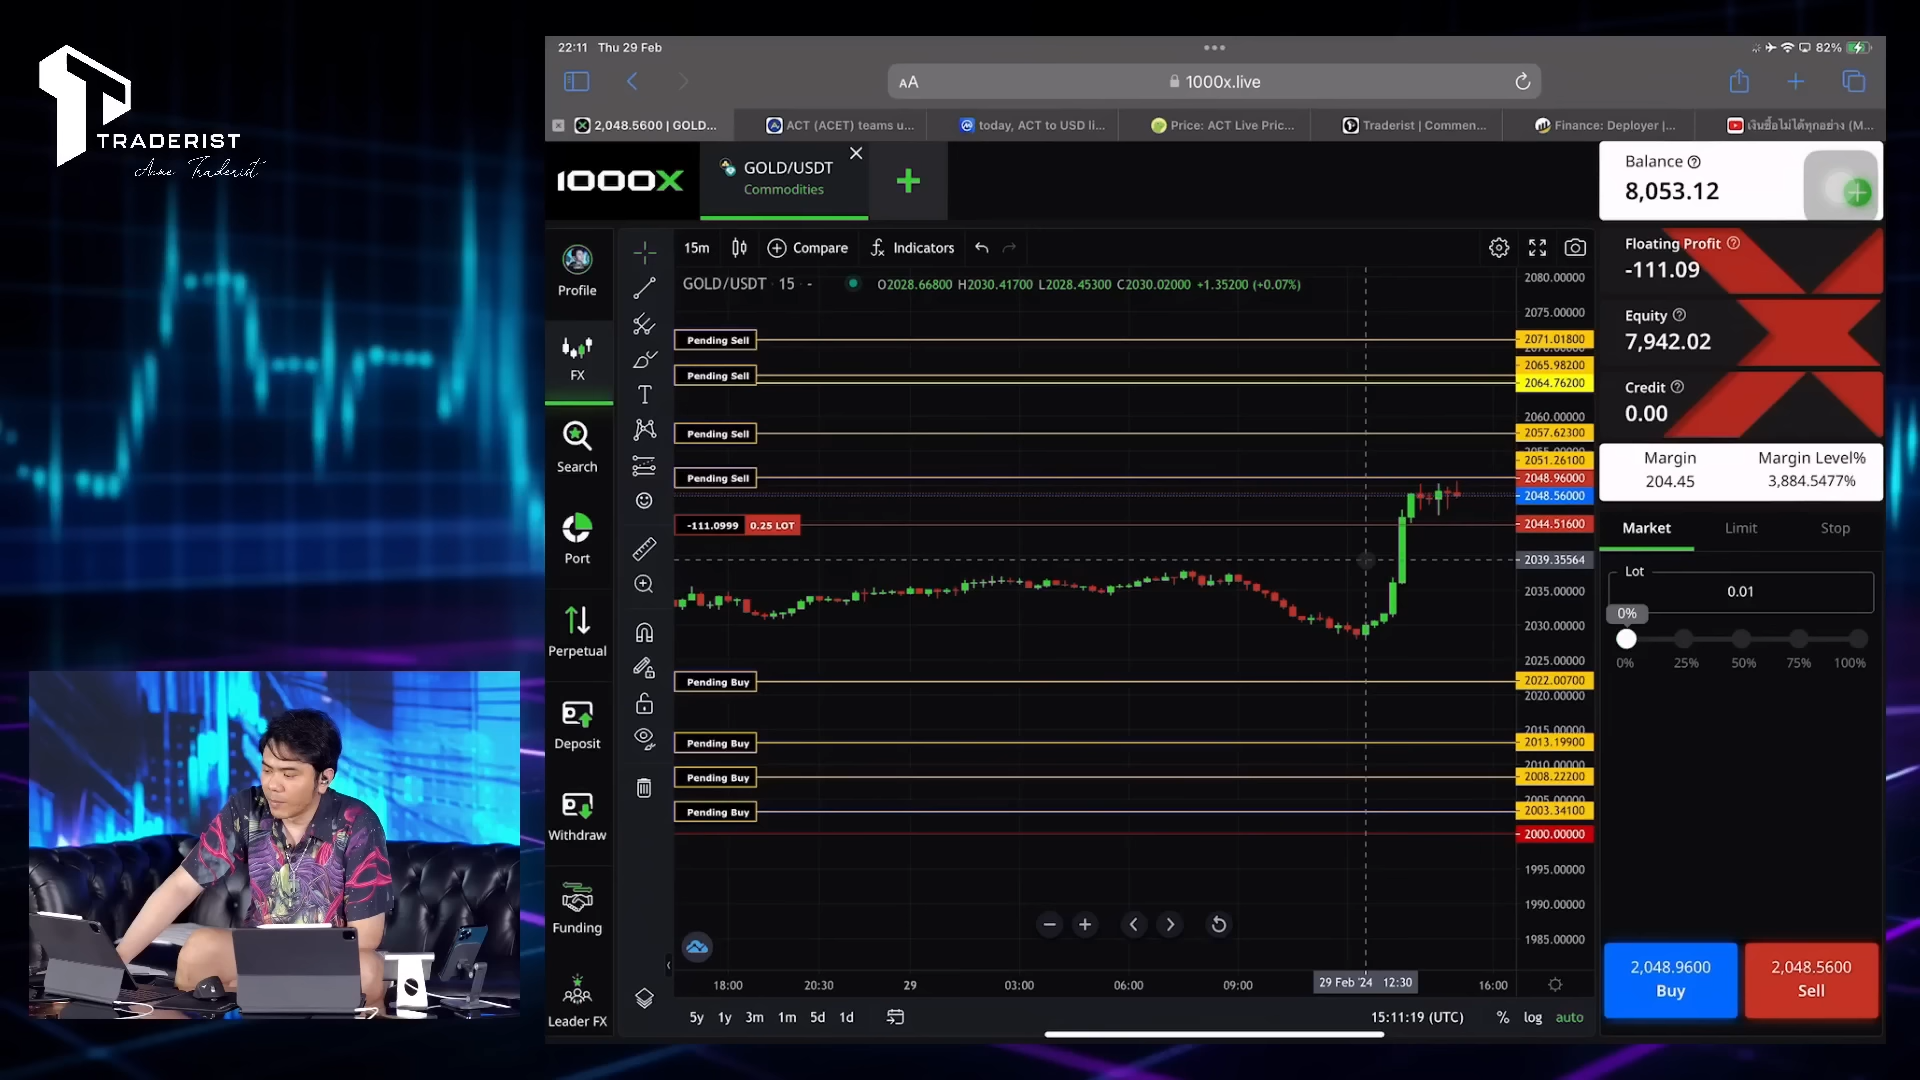 TRADERIST
Acme Traderist
22:11 Thu 29 Feb
82%
AA
1000x.live
2,048.5600 | GOLD...
ACT (ACET) teams u...
today, ACT to USD li...
Price: ACT Live Pric...
Traderist | Commen...
Finance: Deployer |...
เงินซื้อไม่ได้ทุกอย่าง (M...
1000X
GOLD/USDT
Commodities
Balance
8,053.12
Floating Profit
-111.09
Equity
7,942.02
Credit
0.00
Margin
204.45
Margin Level%
3,884.5477%
Market Limit Stop
Lot
0.01
0%
0% 25% 50% 75% 100%
2,048.9600
Buy
2,048.5600
Sell
Profile
FX
Search
Port
Perpetual
Deposit
Withdraw
Funding
Leader FX
15m Compare Indicators
GOLD/USDT · 15 · -
O2028.66800 H2030.41700 L2028.45300 C2030.02000 +1.35200 (+0.07%)
Pending Sell
Pending Sell
Pending Sell
Pending Sell
-111.0999 0.25 LOT
Pending Buy
Pending Buy
Pending Buy
Pending Buy
2080.00000
2075.00000
2071.01800
2065.98200
2064.76200
2060.00000
2057.62300
2051.26100
2048.96000
2048.56000
2044.51600
2039.35564
2035.00000
2030.00000
2025.00000
2022.00700
2020.00000
2015.00000
2013.19900
2010.00000
2008.22200
2005.00000
2003.34100
2000.00000
1995.00000
1990.00000
1985.00000
18:00 20:30 29 03:00 06:00 09:00 29 Feb '24 12:30 16:00
5y 1y 3m 1m 5d 1d
15:11:19 (UTC) % log auto